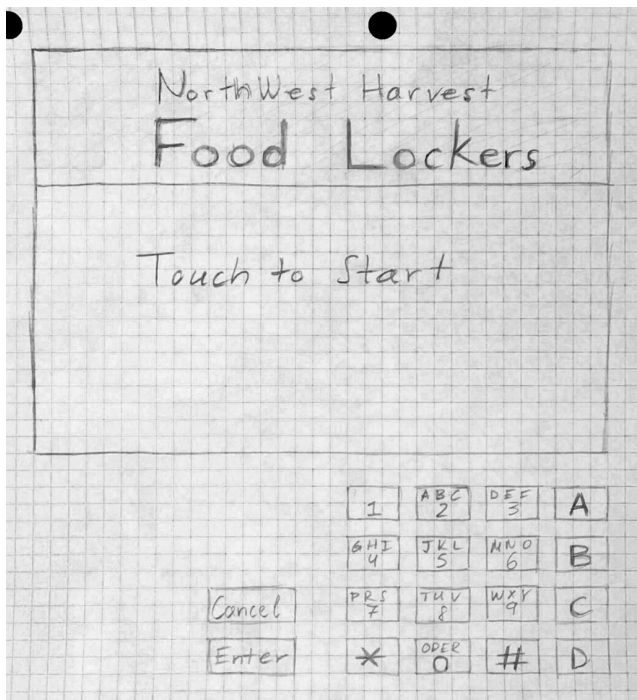 NorthWest Harvest
Food Lockers
Touch to Start
1 ABC 2 DEF 3 A
GHI 4 JKL 5 MNO 6 B
Cancel PRS 7 TUV 8 WXY 9 C
Enter * OPER 0 # D